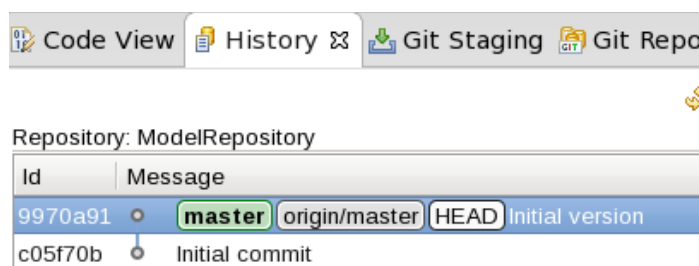 Code View History Git Staging Git Repo
Repository: ModelRepository
Id Message
9970a91 master origin/master HEAD Initial version
c05f70b Initial commit